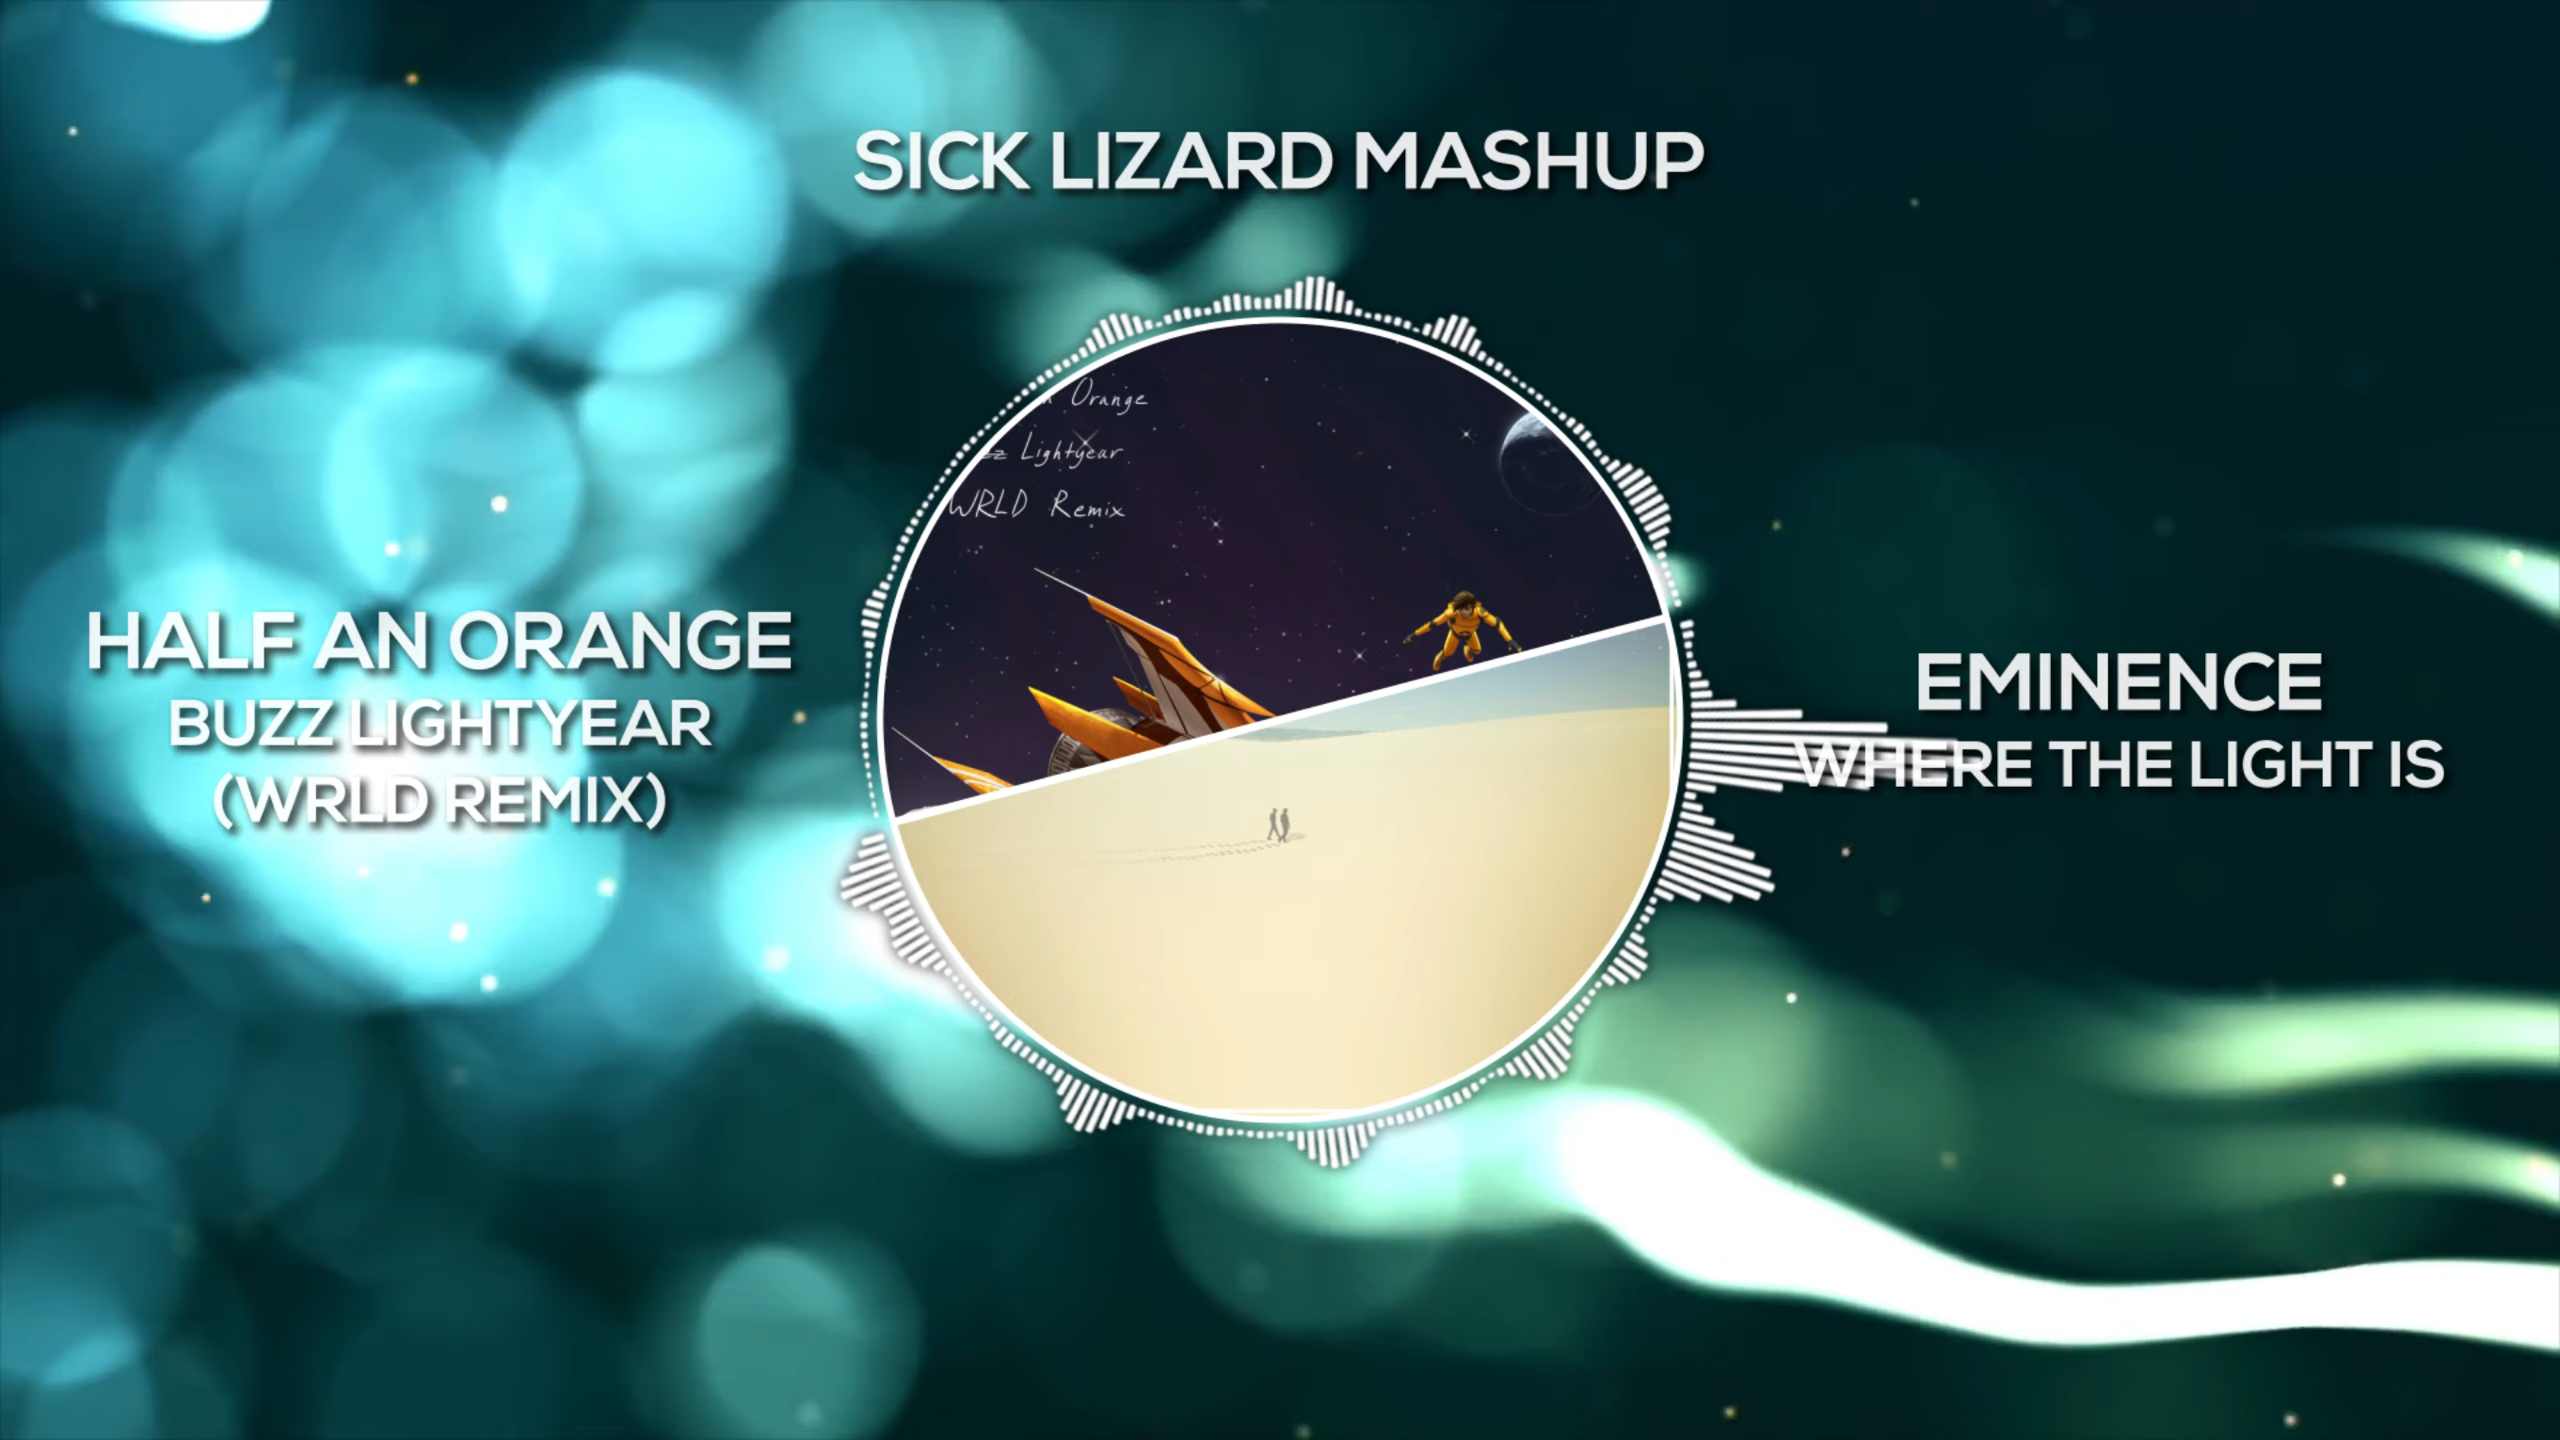 SICK LIZARD MASHUP
Orange
Lightyear
WRLD Remix
HALF AN ORANGE
BUZZ LIGHTYEAR
(WRLD REMIX)
EMINENCE
WHERE THE LIGHT IS